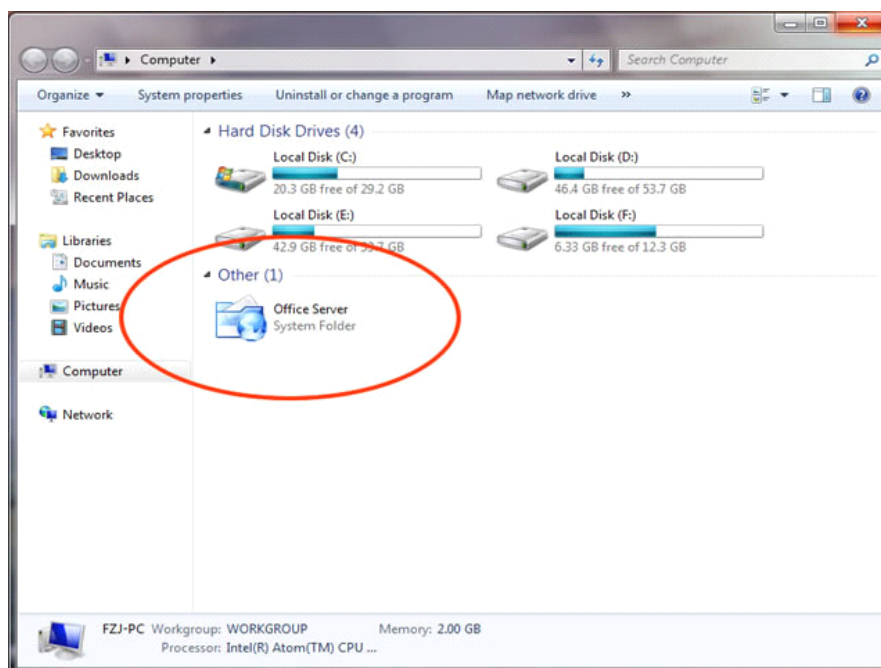 Computer
Search Computer
Organize System properties Uninstall or change a program Map network drive »
Favorites
Desktop
Downloads
Recent Places
Libraries
Documents
Music
Pictures
Videos
Computer
Network
Hard Disk Drives (4)
Local Disk (C:)
20.3 GB free of 29.2 GB
Local Disk (D:)
46.4 GB free of 53.7 GB
Local Disk (E:)
42.9 GB free of 53.7 GB
Local Disk (F:)
6.33 GB free of 12.3 GB
Other (1)
Office Server
System Folder
FZJ-PC Workgroup: WORKGROUP Memory: 2.00 GB
Processor: Intel(R) Atom(TM) CPU ...